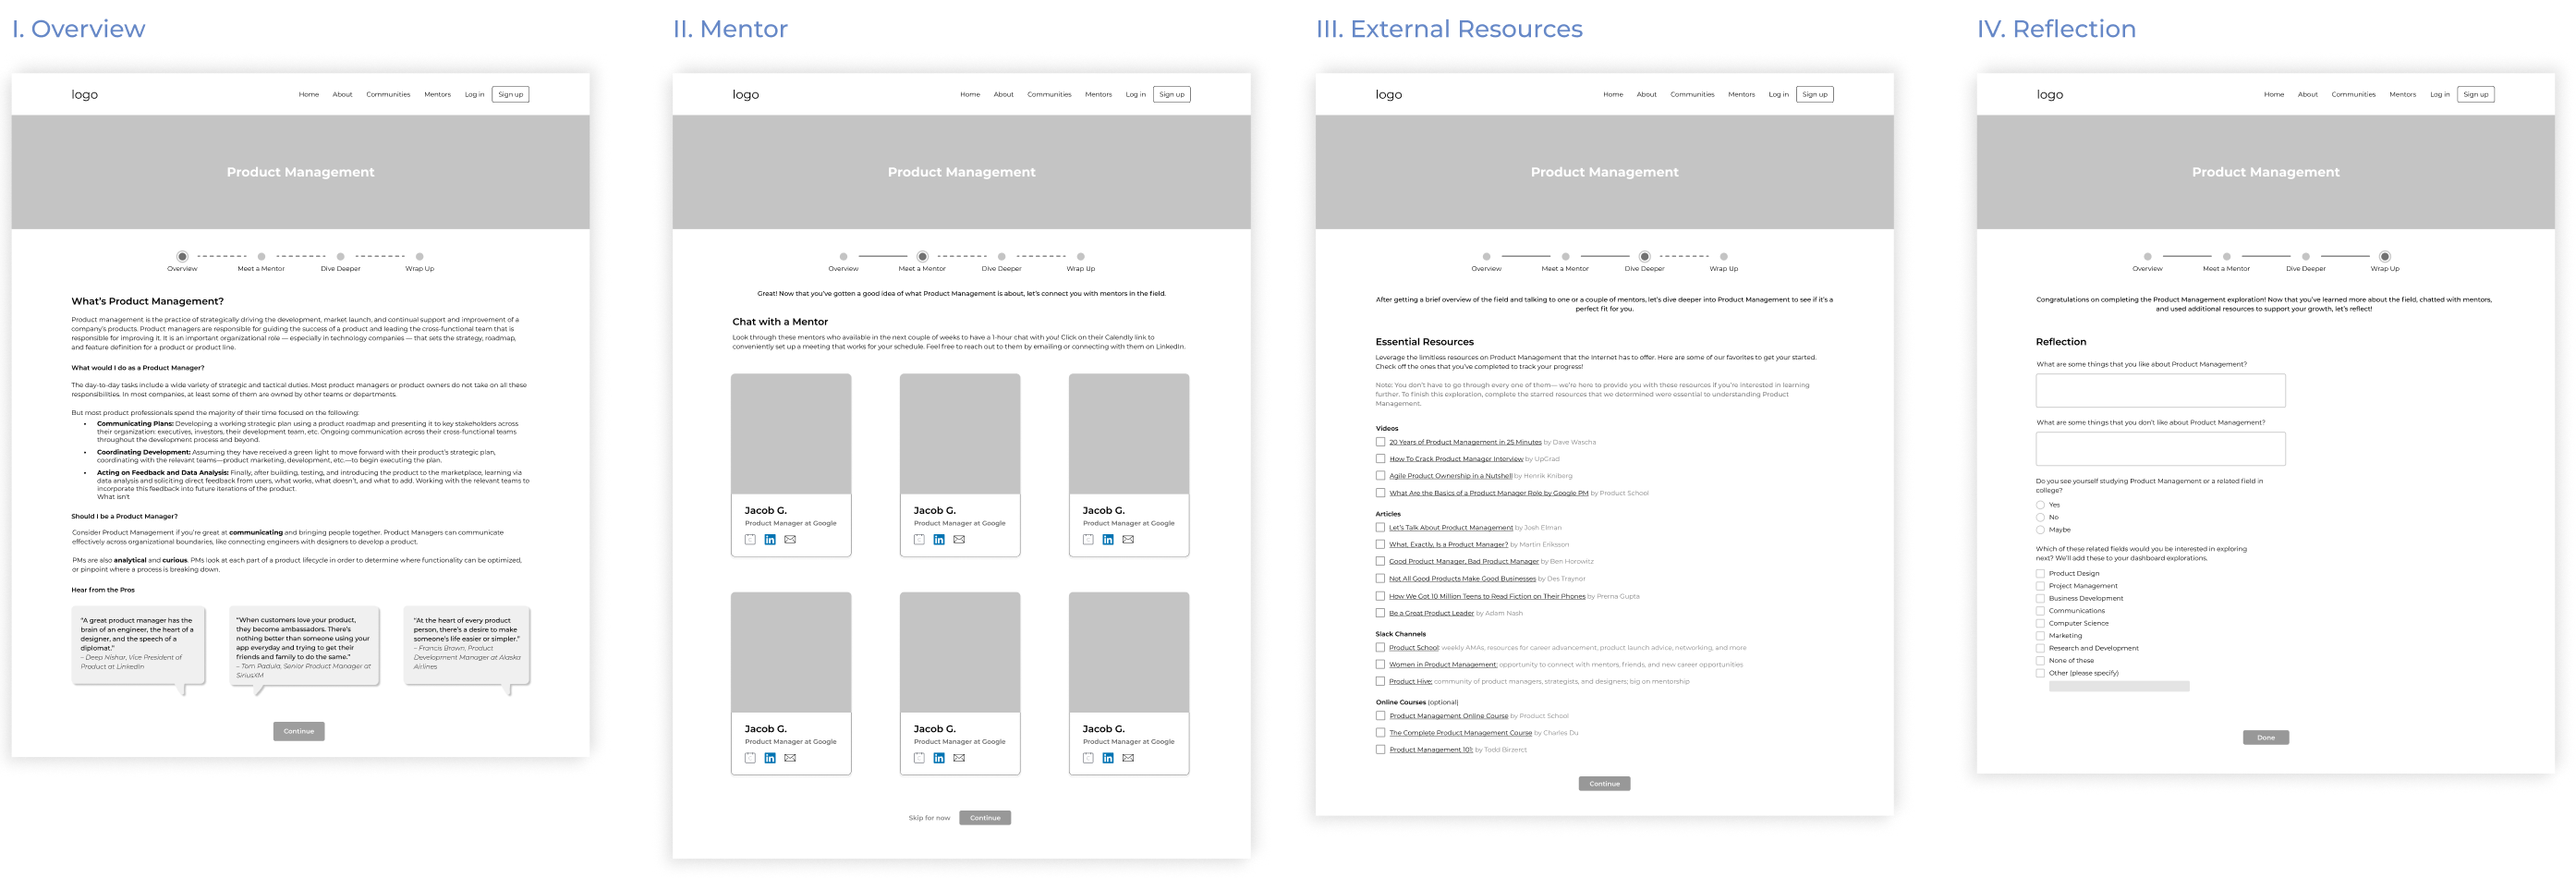 I. Overview
logo
Home About Communities Mentors Log in Sign up
Product Management
Overview Meet a Mentor Dive Deeper Wrap Up
What's Product Management?
Product management is the practice of strategically driving the development, market launch, and continual support and improvement of a
company's products. Product managers are responsible for guiding the success of a product and leading the cross-functional team that is
responsible for improving it. It is an important organizational role — especially in technology companies — that sets the strategy, roadmap,
and feature definition for a product or product line.
What would I do as a Product Manager?
The day-to-day tasks include a wide variety of strategic and tactical duties. Most product managers or product owners do not take on all these
responsibilities. In most companies, at least some of them are owned by other teams or departments.
But most product professionals spend the majority of their time focused on the following:
• Communicating Plans: Developing a working strategic plan using a product roadmap and presenting it to key stakeholders across
their organization: executives, investors, their development team, etc. Ongoing communication across their cross-functional teams
throughout the development process and beyond.
• Coordinating Development: Assuming they have received a green light to move forward with their product's strategic plan,
coordinating with the relevant teams—product marketing, development, etc.—to begin executing the plan.
• Acting on Feedback and Data Analysis: Finally, after building, testing, and introducing the product to the marketplace, learning via
data analysis and soliciting direct feedback from users, what works, what doesn't, and what to add. Working with the relevant teams to
incorporate this feedback into future iterations of the product.
What isn't
Should I be a Product Manager?
Consider Product Management if you're great at communicating and bringing people together. Product Managers can communicate
effectively across organizational boundaries, like connecting engineers with designers to develop a product.
PMs are also analytical and curious. PMs look at each part of a product lifecycle in order to determine where functionality can be optimized,
or pinpoint where a process is breaking down.
Hear from the Pros
"A great product manager has the
brain of an engineer, the heart of a
designer, and the speech of a
diplomat."
– Deep Nishar, Vice President of
Product at LinkedIn
"When customers love your product,
they become ambassadors. There's
nothing better than someone using your
app everyday and trying to get their
friends and family to do the same."
– Tom Padula, Senior Product Manager at
SiriusXM
"At the heart of every product
person, there's a desire to make
someone's life easier or simpler."
– Francis Brown, Product
Development Manager at Alaska
Airlines
Continue
II. Mentor
logo
Home About Communities Mentors Log in Sign up
Product Management
Overview Meet a Mentor Dive Deeper Wrap Up
Great! Now that you've gotten a good idea of what Product Management is about, let's connect you with mentors in the field.
Chat with a Mentor
Look through these mentors who available in the next couple of weeks to have a 1-hour chat with you! Click on their Calendly link to
conveniently set up a meeting that works for your schedule. Feel free to reach out to them by emailing or connecting with them on LinkedIn.
Jacob G. Jacob G. Jacob G.
Product Manager at Google Product Manager at Google Product Manager at Google
in in in
Jacob G. Jacob G. Jacob G.
Product Manager at Google Product Manager at Google Product Manager at Google
in in in
Skip for now Continue
III. External Resources
logo
Home About Communities Mentors Log in Sign up
Product Management
Overview Meet a Mentor Dive Deeper Wrap Up
After getting a brief overview of the field and talking to one or a couple of mentors, let's dive deeper into Product Management to see if it's a
perfect fit for you.
Essential Resources
Leverage the limitless resources on Product Management that the Internet has to offer. Here are some of our favorites to get your started.
Check off the ones that you've completed to track your progress!
Note: You don't have to go through every one of them— we're here to provide you with these resources if you're interested in learning
further. To finish this exploration, complete the starred resources that we determined were essential to understanding Product
Management.
Videos
20 Years of Product Management in 25 Minutes by Dave Wascha
How To Crack Product Manager Interview by UpGrad
Agile Product Ownership in a Nutshell by Henrik Kniberg
What Are the Basics of a Product Manager Role by Google PM by Product School
Articles
Let's Talk About Product Management by Josh Elman
What, Exactly, Is a Product Manager? by Martin Eriksson
Good Product Manager, Bad Product Manager by Ben Horowitz
Not All Good Products Make Good Businesses by Des Traynor
How We Got 10 Million Teens to Read Fiction on Their Phones by Prerna Gupta
Be a Great Product Leader by Adam Nash
Slack Channels
Product School: weekly AMAs, resources for career advancement, product launch advice, networking, and more
Women in Product Management: opportunity to connect with mentors, friends, and new career opportunities
Product Hive: community of product managers, strategists, and designers; big on mentorship
Online Courses (optional)
Product Management Online Course by Product School
The Complete Product Management Course by Charles Du
Product Management 101: by Todd Birzerct
Continue
IV. Reflection
logo
Home About Communities Mentors Log in Sign up
Product Management
Overview Meet a Mentor Dive Deeper Wrap Up
Congratulations on completing the Product Management exploration! Now that you've learned more about the field, chatted with mentors,
and used additional resources to support your growth, let's reflect!
Reflection
What are some things that you like about Product Management?
What are some things that you don't like about Product Management?
Do you see yourself studying Product Management or a related field in
college?
Yes
No
Maybe
Which of these related fields would you be interested in exploring
next? We'll add these to your dashboard explorations.
Product Design
Project Management
Business Development
Communications
Computer Science
Marketing
Research and Development
None of these
Other (please specify)
Done